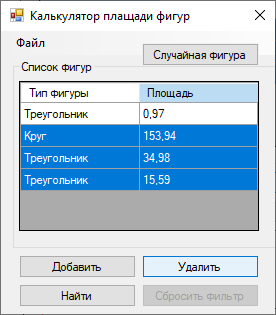 Калькулятор плащади фигур
Файл
Случайная фигура
Список фигур
Тип фигуры Площадь
Треугольник 0,97
Круг 153,94
Треугольник 34,98
Треугольник 15,59
Добавить Удалить
Найти Сбросить фильтр